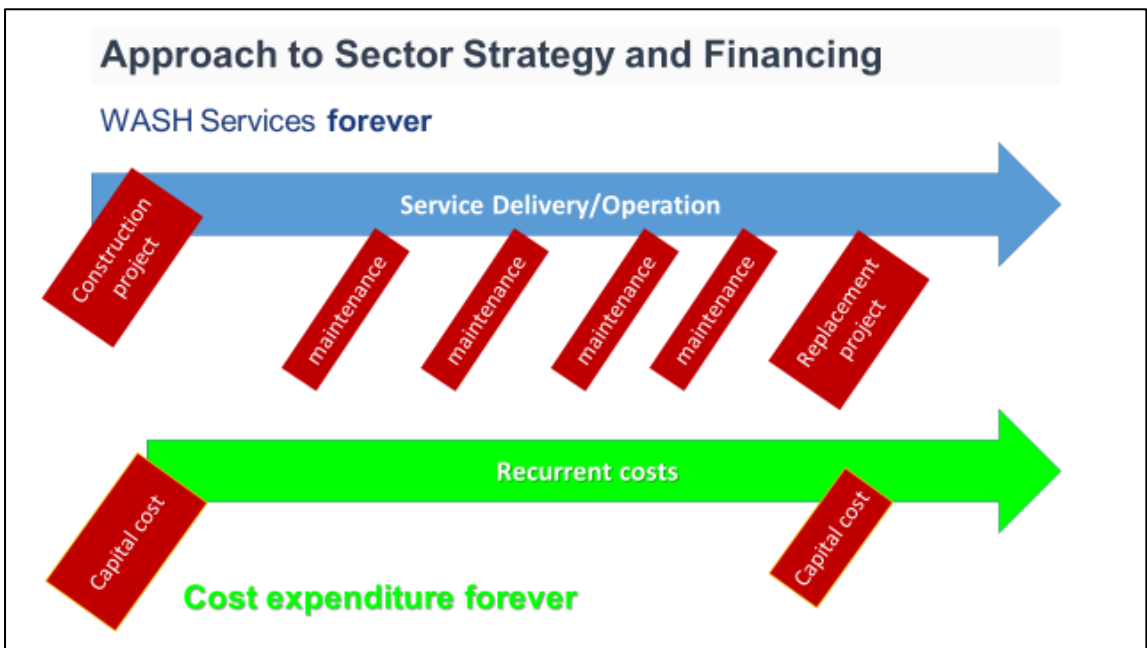 Approach to Sector Strategy and Financing
WASH Services forever
Service Delivery/Operation
Construction
project
maintenance
maintenance
maintenance
maintenance
Replacement
project
Recurrent costs
Capital cost
Capital cost
Cost expenditure forever